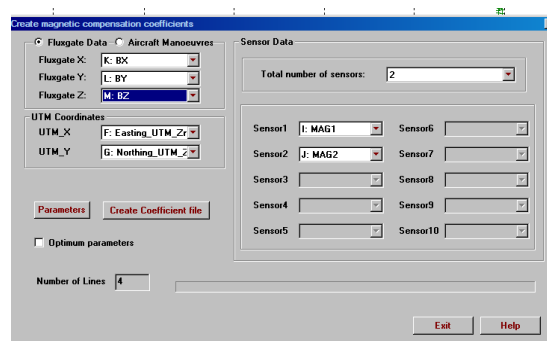 Create magnetic compensation coefficients
Fluxgate Data
Aircraft Manoeuvres
Fluxgate X: K: BX
Fluxgate Y: L: BY
Fluxgate Z: M: BZ
UTM Coordinates
UTM_X F: Easting_UTM_Zr
UTM_Y G: Northing_UTM_Z
Parameters
Create Coefficient file
Optimum parameters
Number of Lines 4
Sensor Data
Total number of sensors: 2
Sensor1 I: MAG1 Sensor6
Sensor2 J: MAG2 Sensor7
Sensor3 Sensor8
Sensor4 Sensor9
Sensor5 Sensor10
Exit
Help